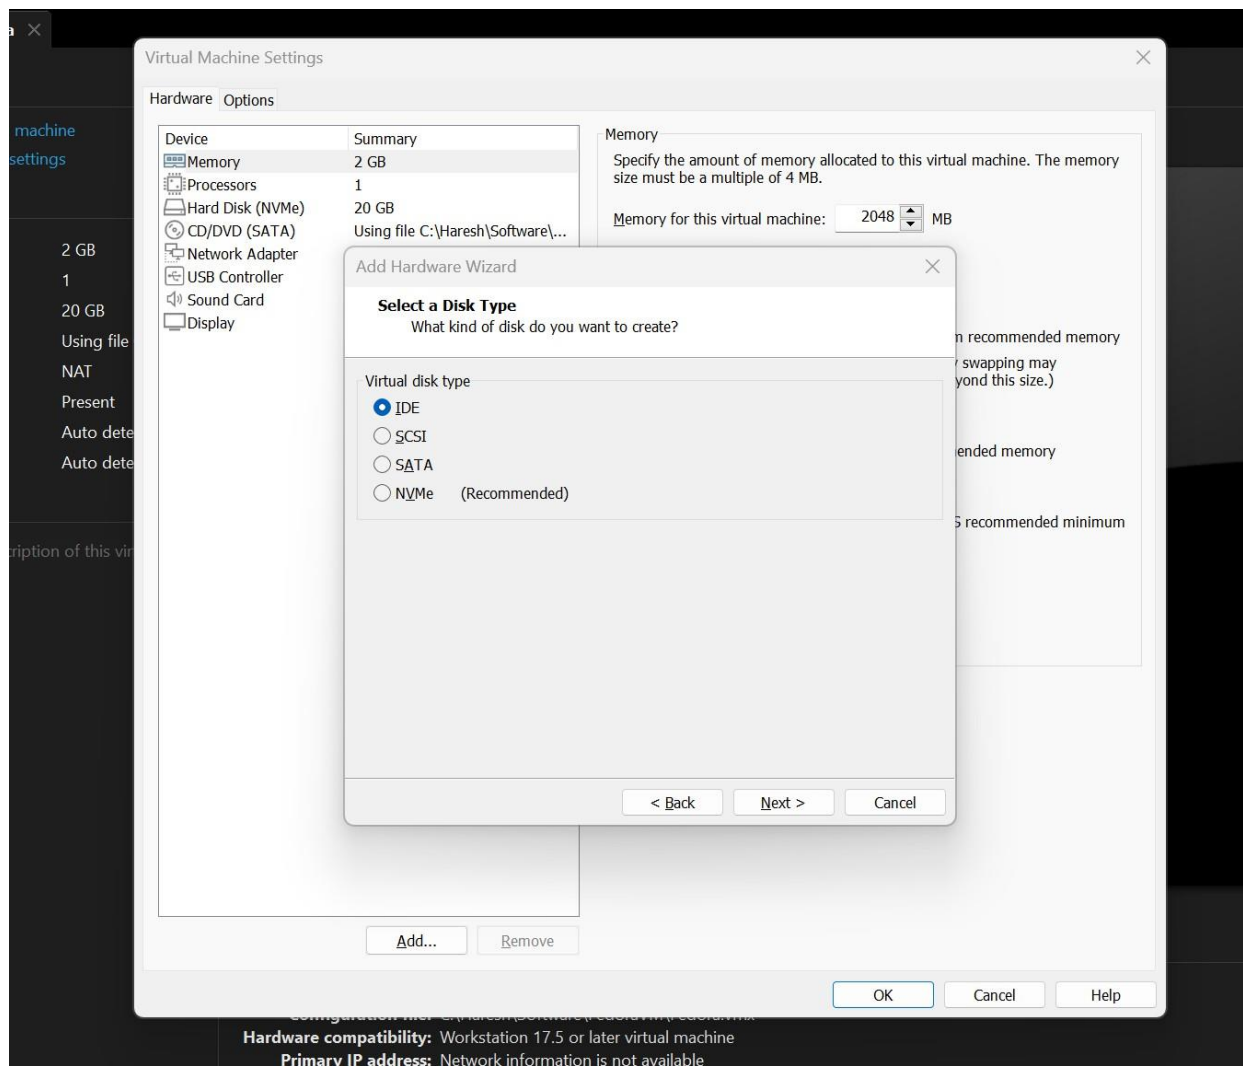 a
Virtual Machine Settings
Hardware Options
machine
settings
Device Summary
Memory 2 GB
Processors 1
Hard Disk (NVMe) 20 GB
CD/DVD (SATA) Using file C:\Haresh\Software\...
Network Adapter
USB Controller
Sound Card
Display
Memory
Specify the amount of memory allocated to this virtual machine. The memory
size must be a multiple of 4 MB.
Memory for this virtual machine: 2048 MB
2 GB
1
20 GB
Using file
NAT
Present
Auto dete
Auto dete
ription of this vir
Add Hardware Wizard
Select a Disk Type
What kind of disk do you want to create?
Virtual disk type
IDE
SCSI
SATA
NVMe (Recommended)
< Back Next > Cancel
recommended memory
swapping may
yond this size.)
ended memory
S recommended minimum
Add... Remove
OK Cancel Help
Hardware compatibility: Workstation 17.5 or later virtual machine
Primary IP address: Network information is not available